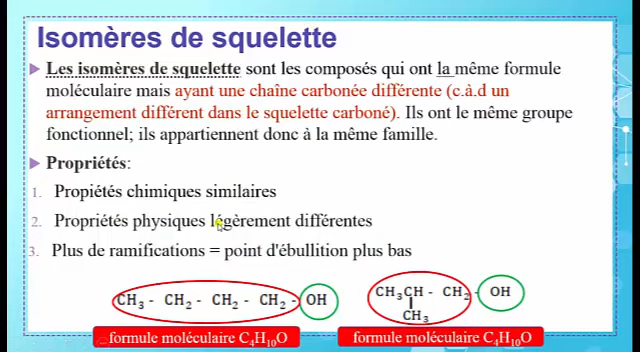 Isomères de squelette
Les isomères de squelette sont les composés qui ont la même formule
moléculaire mais ayant une chaîne carbonée différente (c.à.d un
arrangement différent dans le squelette carboné). Ils ont le même groupe
fonctionnel; ils appartiennent donc à la même famille.
Propriétés:
1. Propiétés chimiques similaires
2. Propriétés physiques légèrement différentes
3. Plus de ramifications = point d'ébullition plus bas
CH₃ - CH₂ - CH₂ - CH₂ - OH
CH₃CH - CH₂ - OH
CH₃
formule moléculaire C₄H₁₀O
formule moléculaire C₄H₁₀O